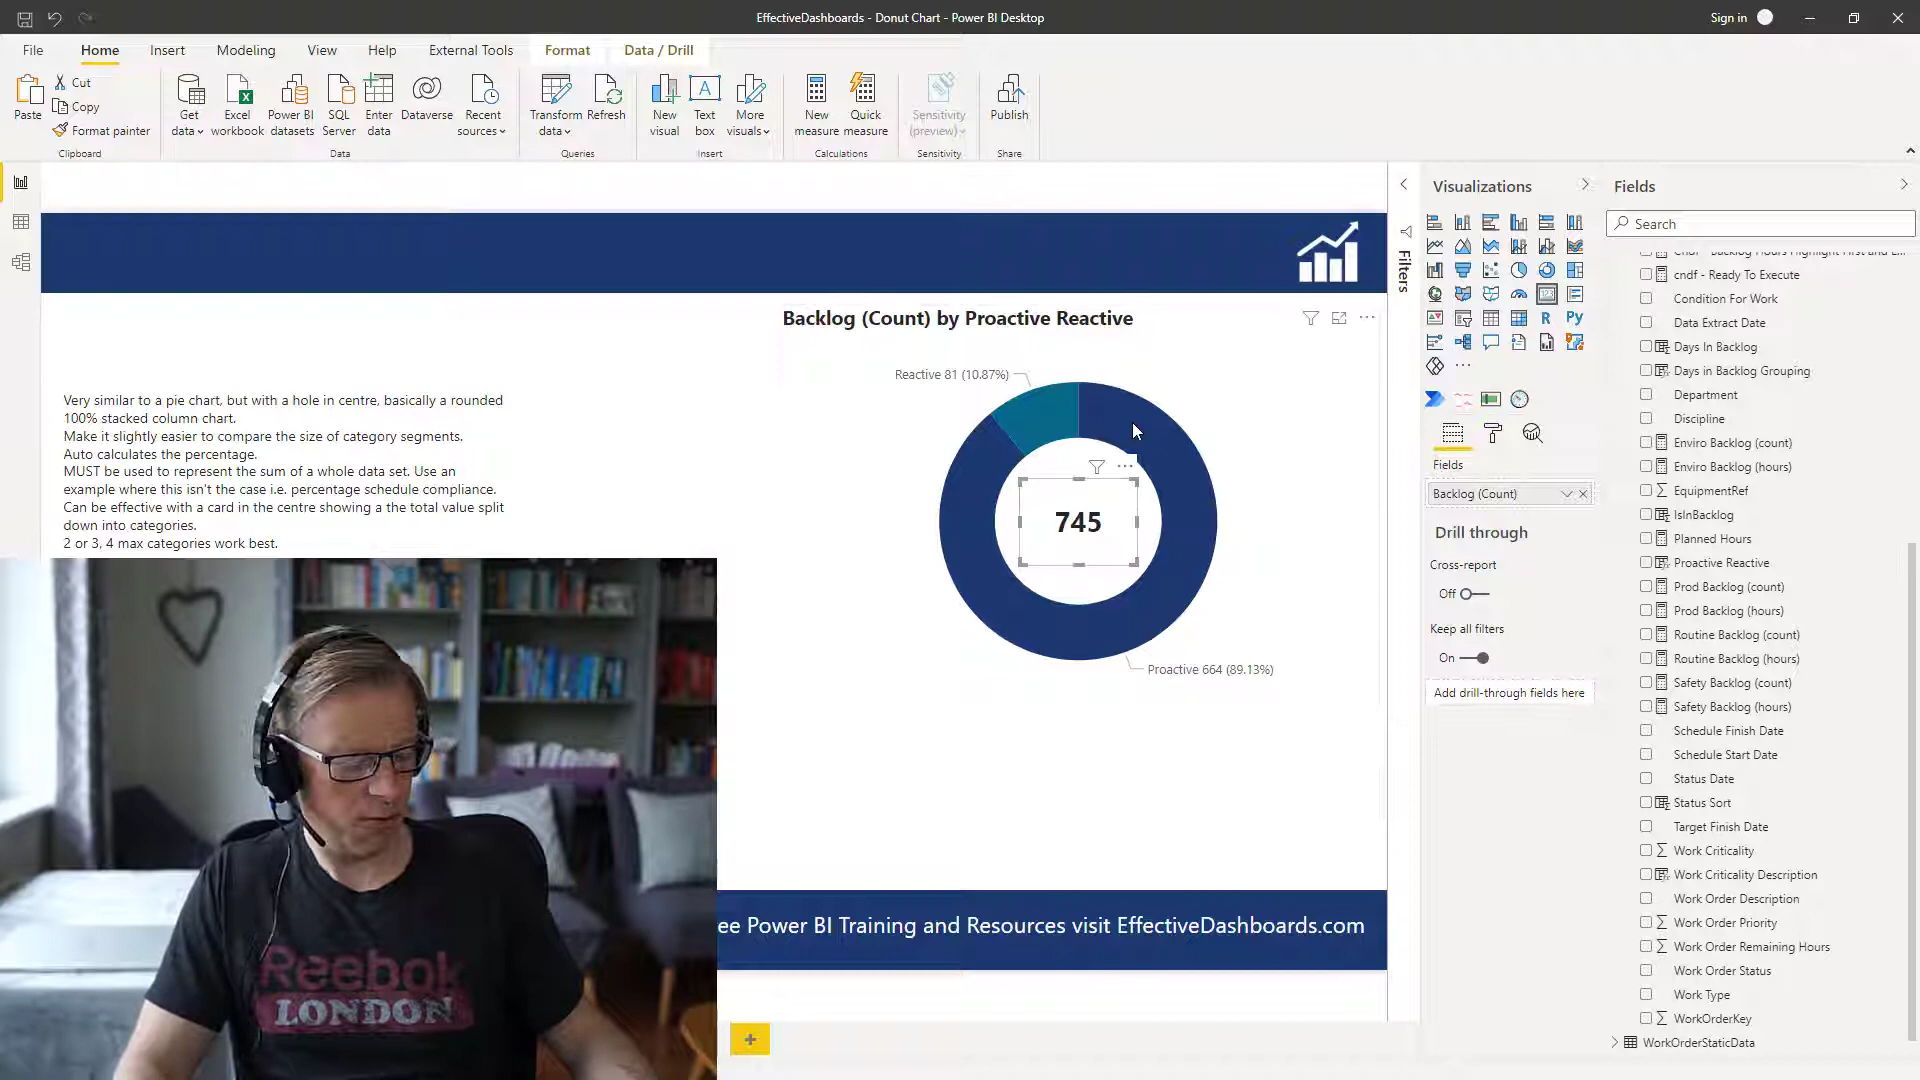 EffectiveDashboards - Donut Chart - Power BI Desktop
Sign in
File
Home
Insert
Modeling
View
Help
External Tools
Format
Data / Drill
Paste
Cut
Copy
Format painter
Clipboard
Get data
Excel workbook
Power BI datasets
SQL Server
Enter data
Dataverse
Recent sources
Data
Transform data
Refresh
Queries
New visual
Text box
More visuals
Insert
New measure
Quick measure
Calculations
Sensitivity (preview)
Sensitivity
Publish
Share
Very similar to a pie chart, but with a hole in centre, basically a rounded
100% stacked column chart.
Make it slightly easier to compare the size of category segments.
Auto calculates the percentage.
MUST be used to represent the sum of a whole data set. Use an
example where this isn't the case i.e. percentage schedule compliance.
Can be effective with a card in the centre showing a the total value split
down into categories.
2 or 3, 4 max categories work best.
Backlog (Count) by Proactive Reactive
Reactive 81 (10.87%)
745
Proactive 664 (89.13%)
ee Power BI Training and Resources visit EffectiveDashboards.com
Reebok
LONDON
Filters
Visualizations
R
Py
Fields
Backlog (Count)
Drill through
Cross-report
Off
Keep all filters
On
Add drill-through fields here
Fields
Search
cndf - Ready To Execute
Condition For Work
Data Extract Date
Days In Backlog
Days in Backlog Grouping
Department
Discipline
Enviro Backlog (count)
Enviro Backlog (hours)
EquipmentRef
IsInBacklog
Planned Hours
Proactive Reactive
Prod Backlog (count)
Prod Backlog (hours)
Routine Backlog (count)
Routine Backlog (hours)
Safety Backlog (count)
Safety Backlog (hours)
Schedule Finish Date
Schedule Start Date
Status Date
Status Sort
Target Finish Date
Work Criticality
Work Criticality Description
Work Order Description
Work Order Priority
Work Order Remaining Hours
Work Order Status
Work Type
WorkOrderKey
WorkOrderStaticData